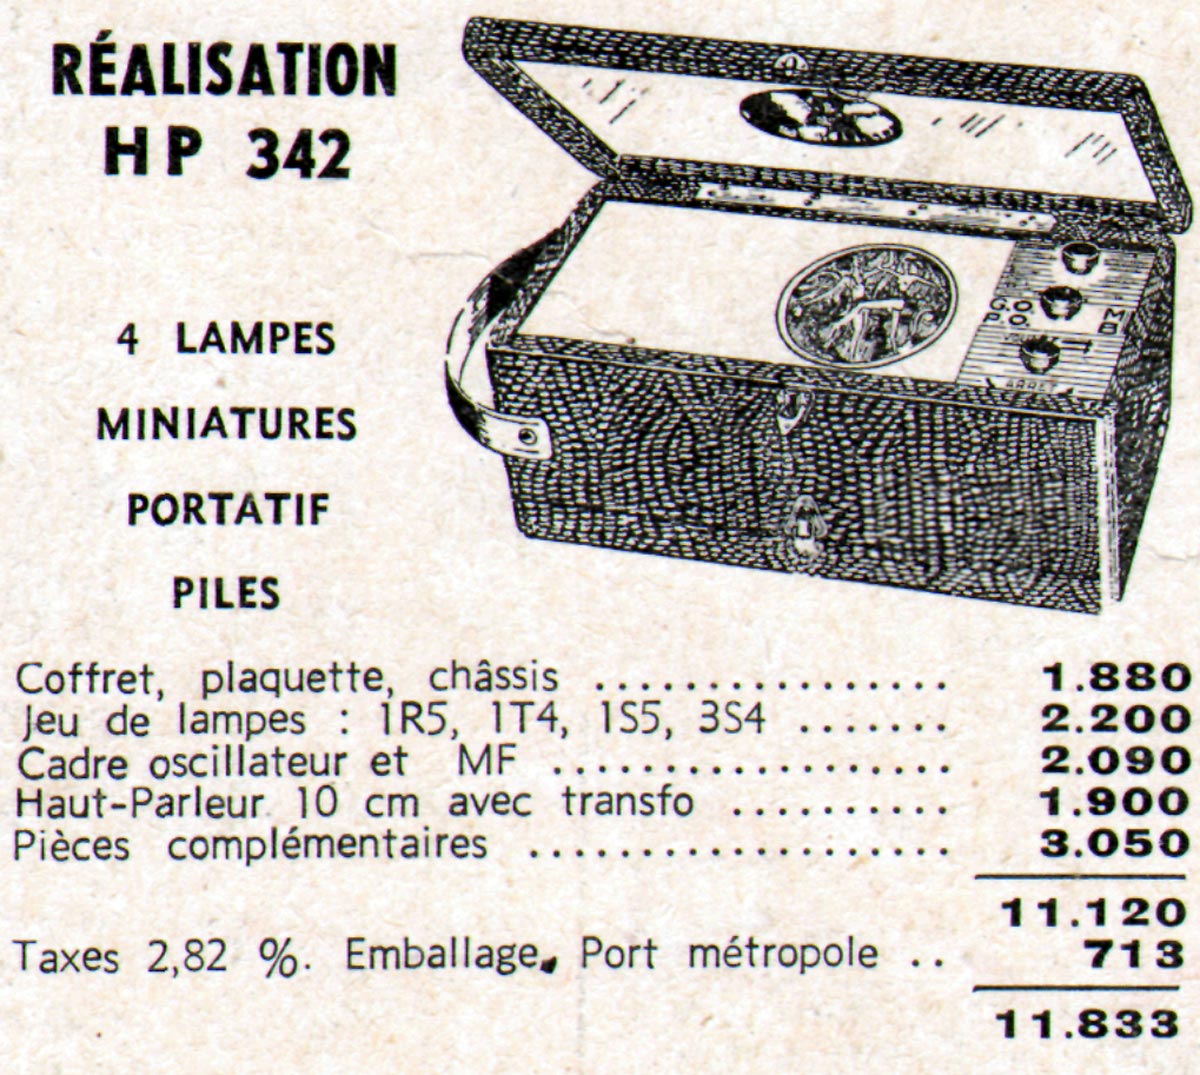 RÉALISATION
HP 342
4 LAMPES
MINIATURES
PORTATIF
PILES
G.O.
P.O.
MB
ARRET
Coffret, plaquette, châssis ................ 1.880
Jeu de lampes : 1R5, 1T4, 1S5, 3S4 ....... 2.200
Cadre oscillateur et MF ................... 2.090
Haut-Parleur 10 cm avec transfo .......... 1.900
Pièces complémentaires .................... 3.050
11.120
Taxes 2,82 %. Emballage, Port métropole .. 713
11.833